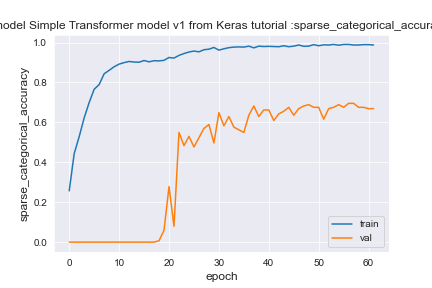 model Simple Transformer model v1 from Keras tutorial :sparse_categorical_accura
1.0
0.8
0.6
0.4
0.2
0.0
sparse_categorical_accuracy
0 10 20 30 40 50 60
epoch
train
val